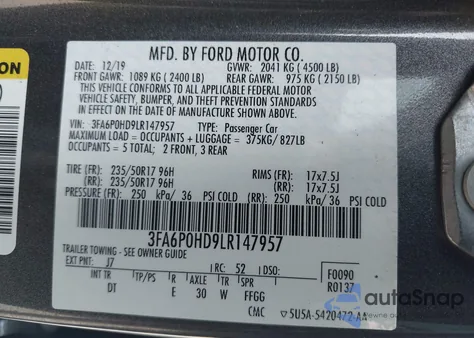 ON
MFD. BY FORD MOTOR CO.
DATE: 12/19 GVWR: 2041 KG ( 4500 LB)
FRONT GAWR: 1089 KG ( 2400 LB) REAR GAWR: 975 KG ( 2150 LB)
THIS VEHICLE CONFORMS TO ALL APPLICABLE FEDERAL MOTOR
VEHICLE SAFETY, BUMPER, AND THEFT PREVENTION STANDARDS
IN EFFECT ON THE DATE OF MANUFACTURE SHOWN ABOVE.
VIN: 3FA6P0HD9LR147957 TYPE: Passenger Car
MAXIMUM LOAD = OCCUPANTS + LUGGAGE = 375KG/ 827LB
OCCUPANTS = 5 TOTAL; 2 FRONT, 3 REAR
TIRE (FR): 235/50R17 96H RIMS (FR): 17x7.5J
(RR): 235/50R17 96H (RR): 17x7.5J
PRESSURE (FR): 250 kPa/ 36 PSI COLD (RR): 250 kPa/ 36 PSI COLD
3FA6P0HD9LR147957
TRAILER TOWING - SEE OWNER GUIDE
EXT PNT: J7 RC: 52 DSO: F0090
INT TR TP/PS R AXLE TR SPR R0137
DT E 30 W FFGG
CMC 5U5A-5420472-AA
autoSnap